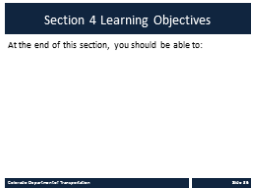 Section 4 Learning Objectives
At the end of this section, you should be able to:
Colorado Department of Transportation
Slide